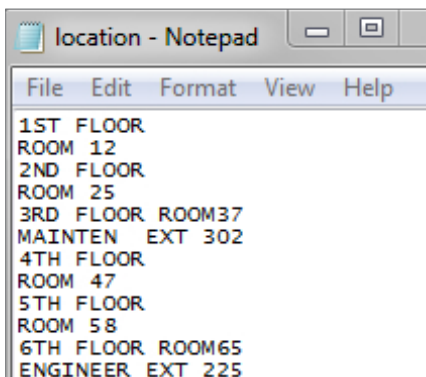 location - Notepad
File Edit Format View Help
1ST FLOOR
ROOM 12
2ND FLOOR
ROOM 25
3RD FLOOR ROOM37
MAINTEN  EXT 302
4TH FLOOR
ROOM 47
5TH FLOOR
ROOM 58
6TH FLOOR ROOM65
ENGINEER EXT 225